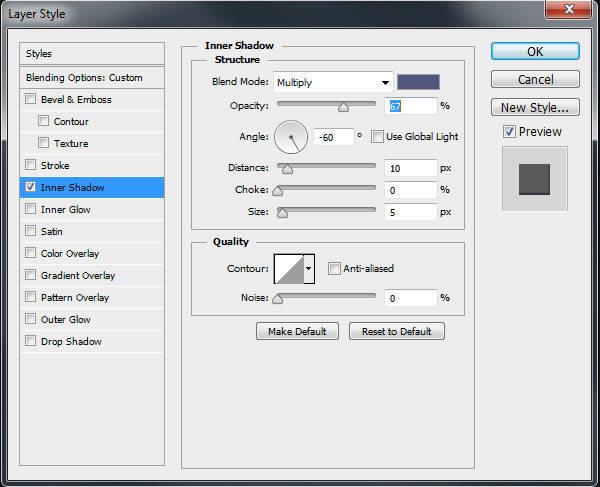 Layer Style
Styles
Blending Options: Custom
Bevel & Emboss
Contour
Texture
Stroke
Inner Shadow
Inner Glow
Satin
Color Overlay
Gradient Overlay
Pattern Overlay
Outer Glow
Drop Shadow
Inner Shadow
Structure
Blend Mode: Multiply
Opacity: 67 %
Angle: -60 ° Use Global Light
Distance: 10 px
Choke: 0 %
Size: 5 px
Quality
Contour: Anti-aliased
Noise: 0 %
Make Default Reset to Default
OK
Cancel
New Style...
Preview